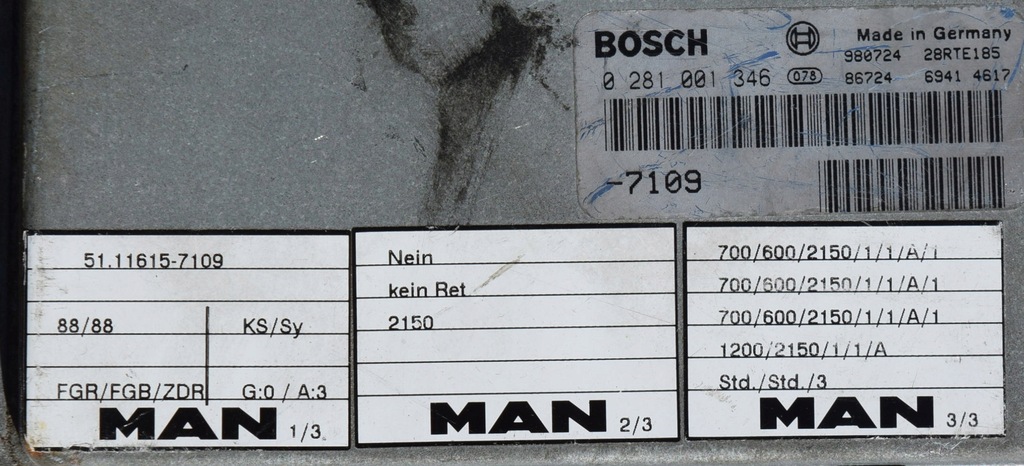 BOSCH Made in Germany
980724 28RTE185
0 281 001 346 078 86724 6941 4617
-7109
51.11615-7109
88/88 KS/Sy
FGR/FGB/ZDR G:0 / A:3
MAN 1/3
Nein
kein Ret
2150
MAN 2/3
700/600/2150/1/1/A/1
700/600/2150/1/1/A/1
700/600/2150/1/1/A/1
1200/2150/1/1/A
Std./Std./3
MAN 3/3